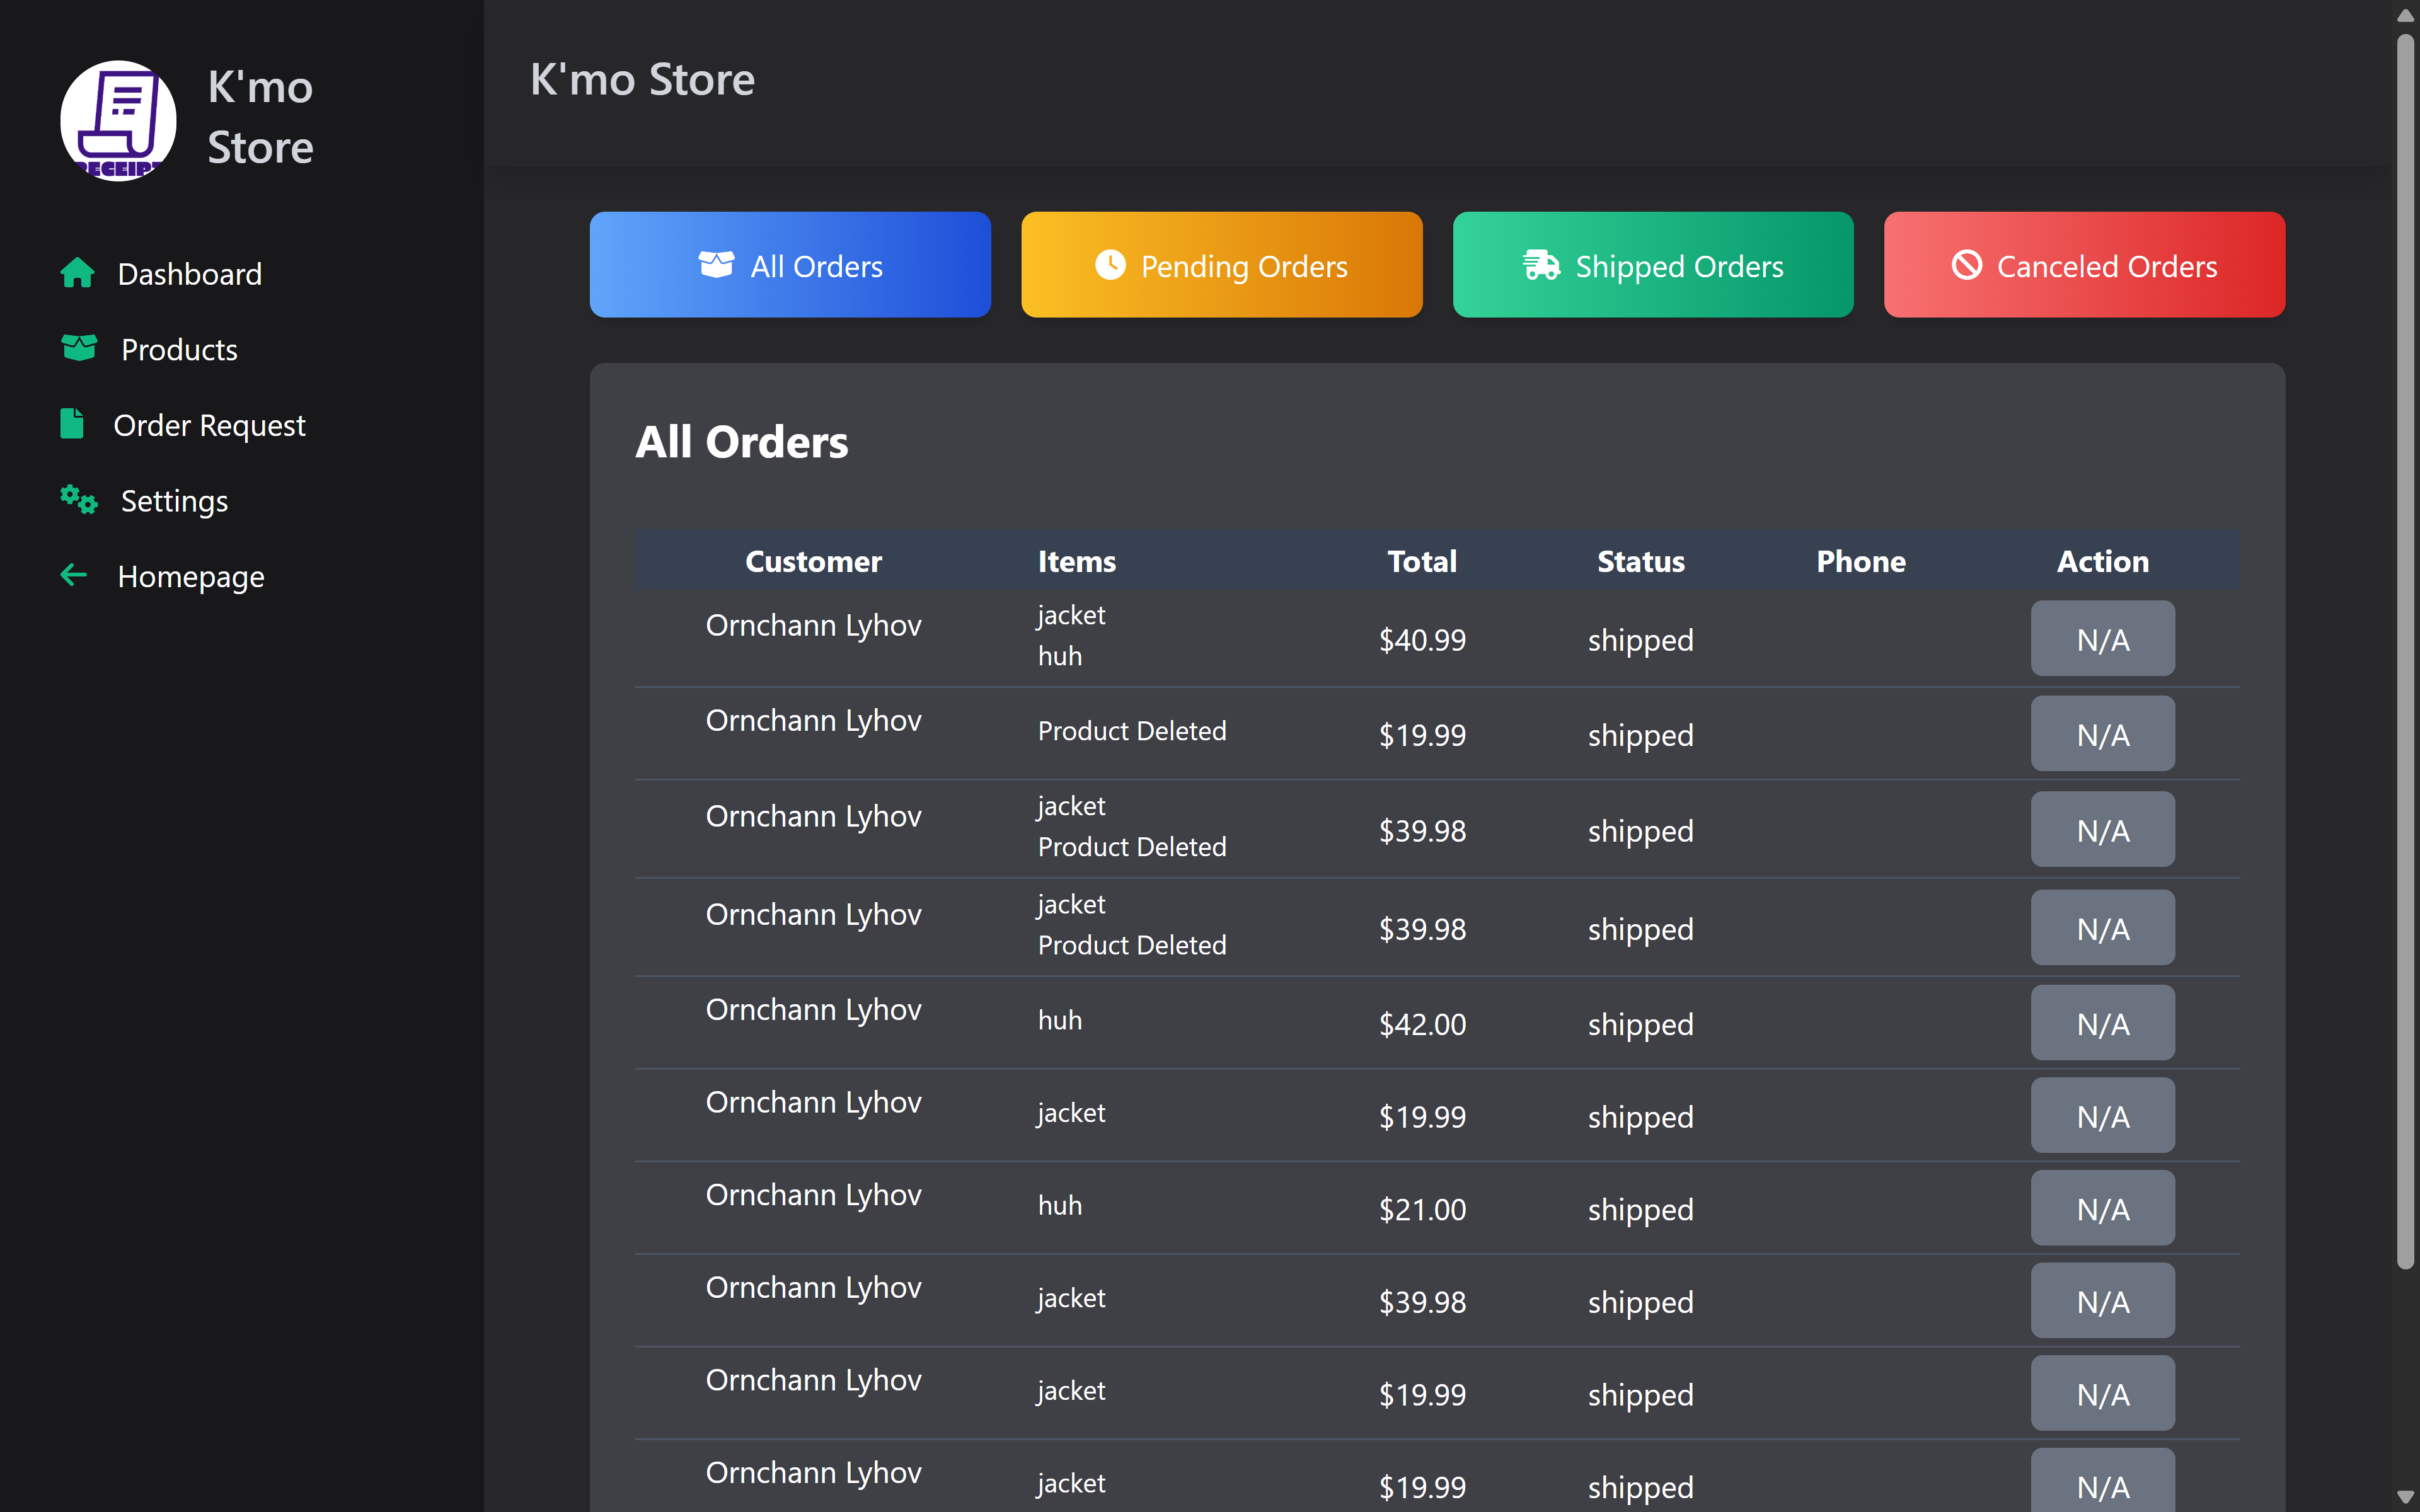 K'mo
Store
RECEIPT
Dashboard
Products
Order Request
Settings
Homepage
K'mo Store
All Orders
Pending Orders
Shipped Orders
Canceled Orders
All Orders
Customer Items Total Status Phone Action
Ornchann Lyhov jacket $40.99 shipped N/A
huh
Ornchann Lyhov Product Deleted $19.99 shipped N/A
Ornchann Lyhov jacket $39.98 shipped N/A
Product Deleted
Ornchann Lyhov jacket $39.98 shipped N/A
Product Deleted
Ornchann Lyhov huh $42.00 shipped N/A
Ornchann Lyhov jacket $19.99 shipped N/A
Ornchann Lyhov huh $21.00 shipped N/A
Ornchann Lyhov jacket $39.98 shipped N/A
Ornchann Lyhov jacket $19.99 shipped N/A
Ornchann Lyhov jacket $19.99 shipped N/A